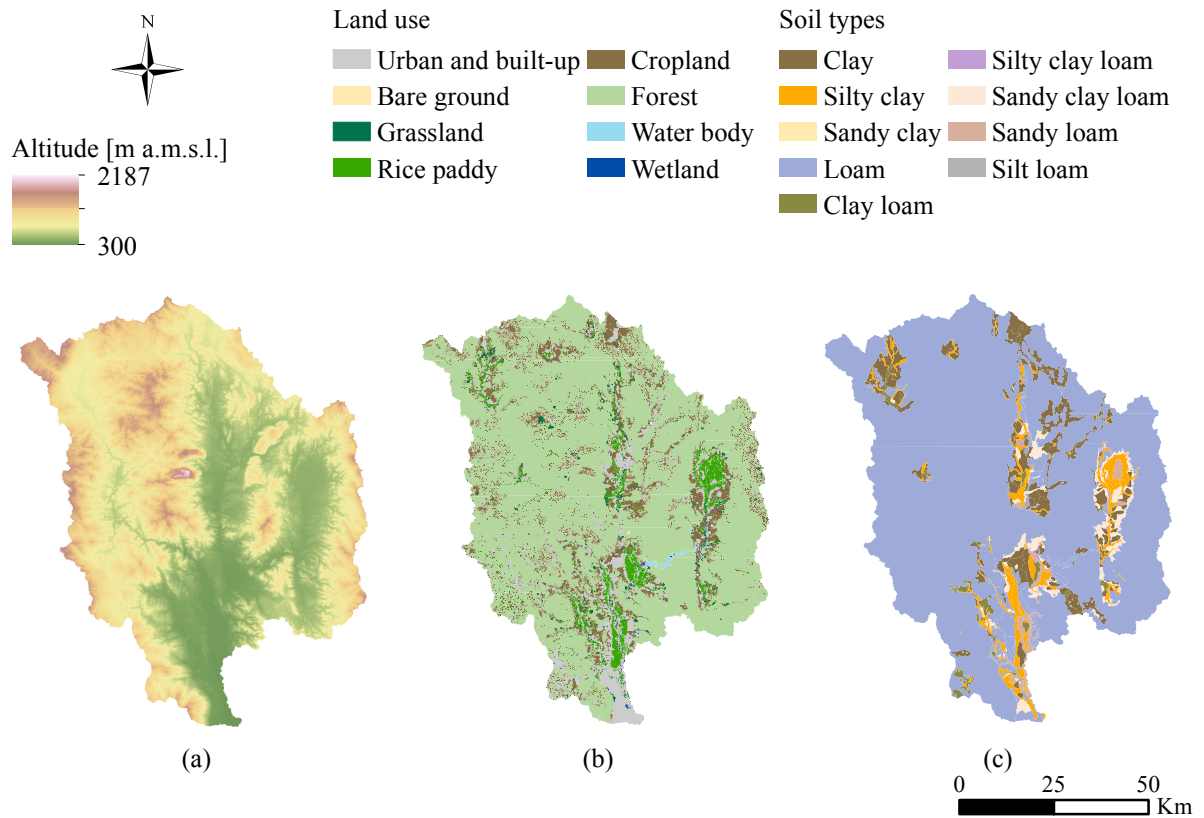 N
Altitude [m a.m.s.l.]
2187
300
Land use
Urban and built-up
Bare ground
Grassland
Rice paddy
Cropland
Forest
Water body
Wetland
Soil types
Clay
Silty clay
Sandy clay
Loam
Clay loam
Silty clay loam
Sandy clay loam
Sandy loam
Silt loam
(a)
(b)
(c)
0 25 50
Km